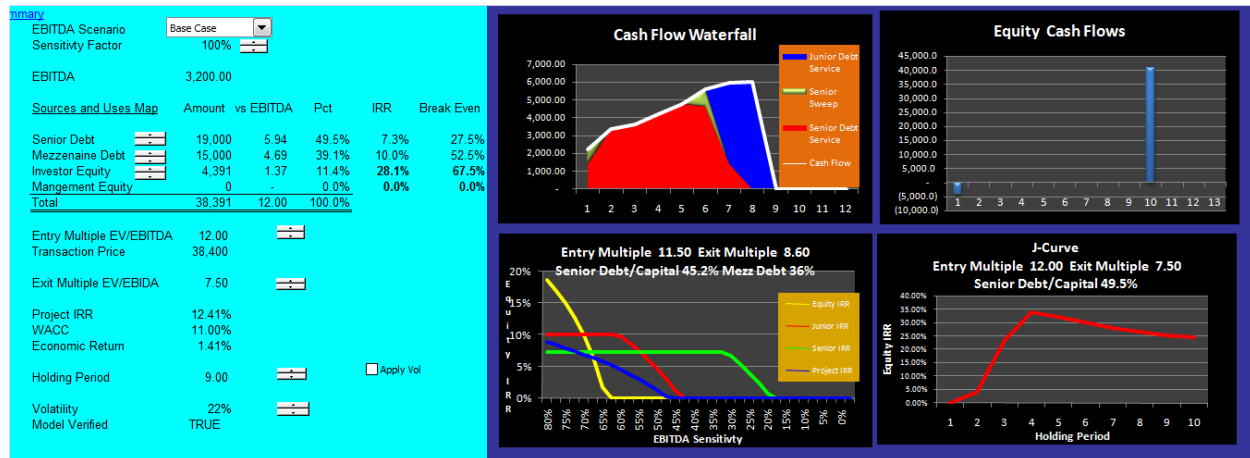 mmary
EBITDA Scenario Base Case
Sensitivty Factor 100%
EBITDA 3,200.00
Sources and Uses Map Amount vs EBITDA Pct IRR Break Even
Senior Debt 19,000 5.94 49.5% 7.3% 27.5%
Mezzenaine Debt 15,000 4.69 39.1% 10.0% 52.5%
Investor Equity 4,391 1.37 11.4% 28.1% 67.5%
Mangement Equity 0 - 0.0% 0.0% 0.0%
Total 38,391 12.00 100.0%
Entry Multiple EV/EBITDA 12.00
Transaction Price 38,400
Exit Multiple EV/EBIDA 7.50
Project IRR 12.41%
WACC 11.00%
Economic Return 1.41%
Holding Period 9.00
Apply Vol
Volatility 22%
Model Verified TRUE
Cash Flow Waterfall
7,000.00
6,000.00
5,000.00
4,000.00
3,000.00
2,000.00
1,000.00
-
1 2 3 4 5 6 7 8 9 10 11 12
Junior Debt
Service
Senior
Sweep
Senior Debt
Service
Cash Flow
Equity Cash Flows
45,000.0
40,000.0
35,000.0
30,000.0
25,000.0
20,000.0
15,000.0
10,000.0
5,000.0
-
(5,000.0)
(10,000.0)
1 2 3 4 5 6 7 8 9 10 11 12 13
Entry Multiple 11.50 Exit Multiple 8.60
Senior Debt/Capital 45.2% Mezz Debt 36%
20%
15%
10%
5%
0%
Equity IRR
Equity IRR
Junior IRR
Senior IRR
Project IRR
80% 75% 70% 65% 60% 55% 50% 45% 40% 35% 30% 25% 20% 15% 10% 5% 0%
EBITDA Sensitivty
J-Curve
Entry Multiple 12.00 Exit Multiple 7.50
Senior Debt/Capital 49.5%
40.00%
35.00%
30.00%
25.00%
20.00%
15.00%
10.00%
5.00%
0.00%
Equity IRR
1 2 3 4 5 6 7 8 9 10
Holding Period